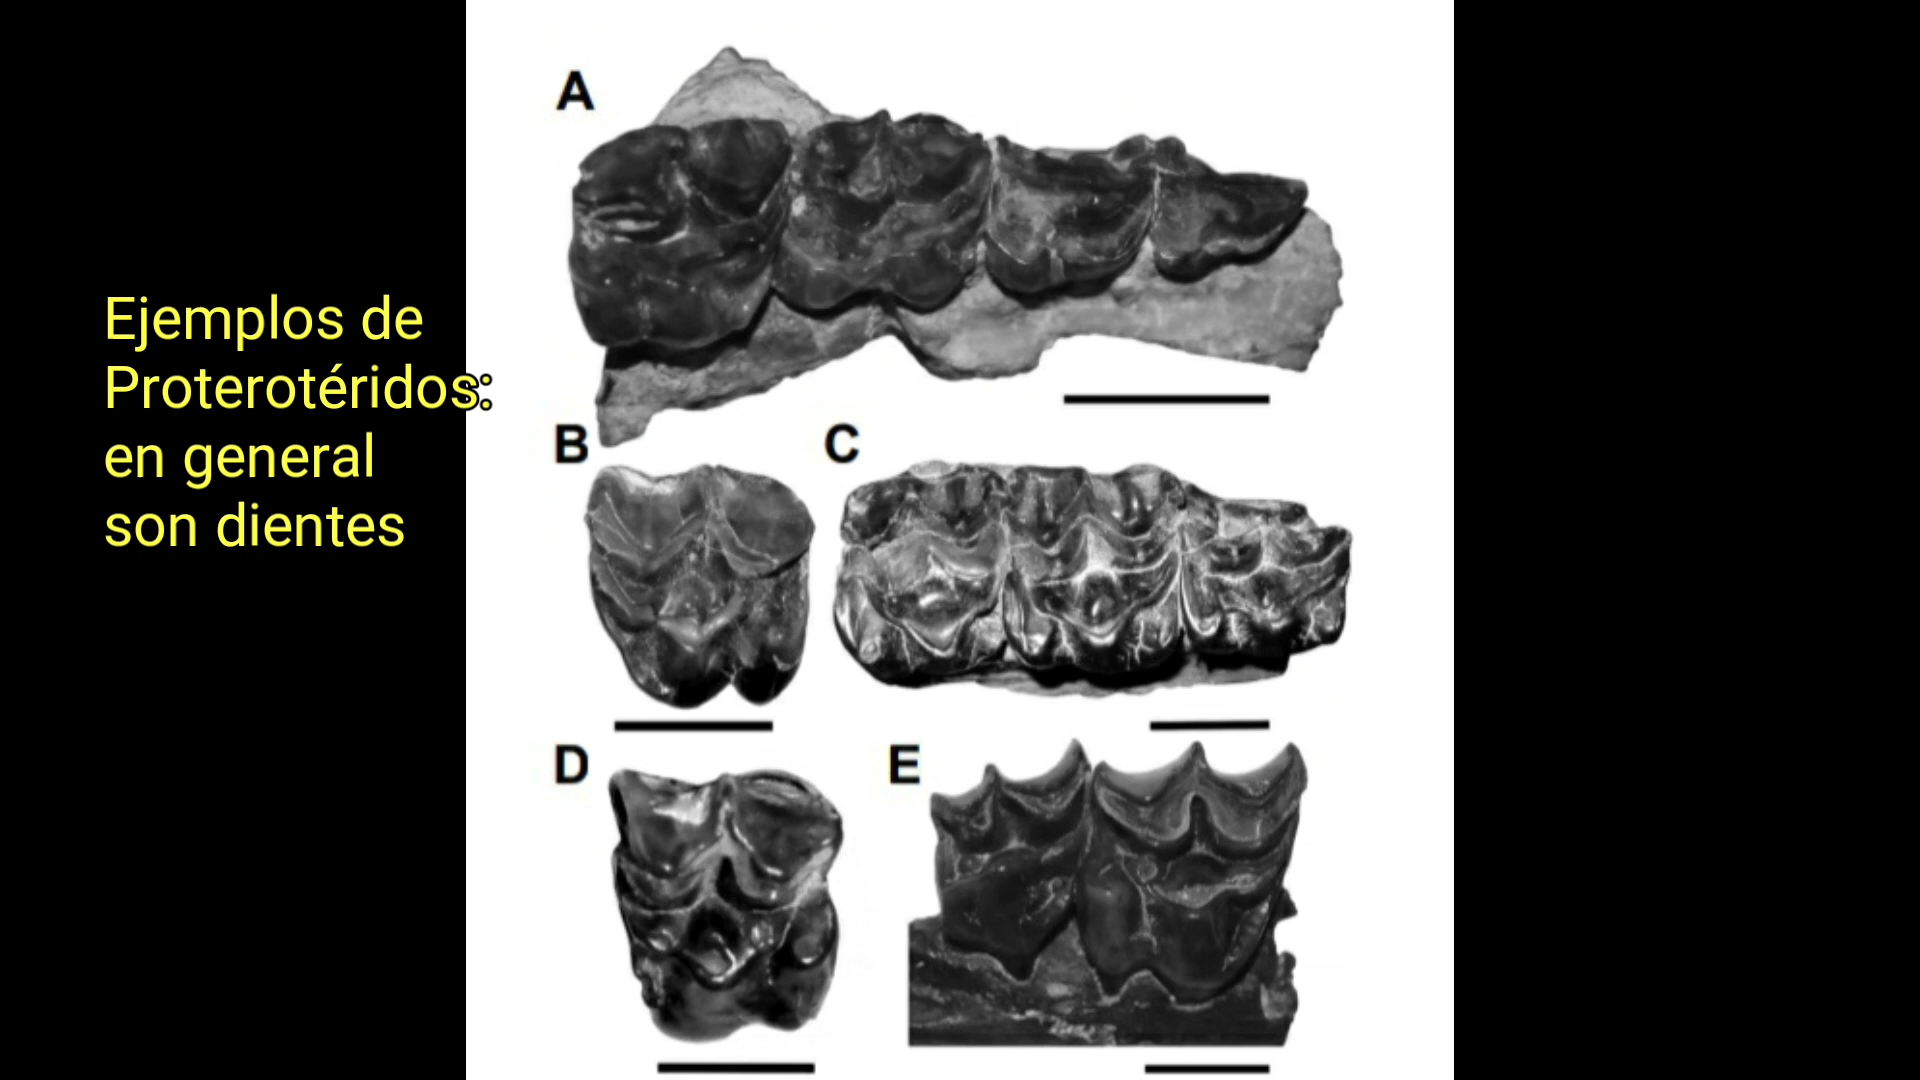 Ejemplos de
Proterotéridos:
en general
son dientes
A
B
C
D
E